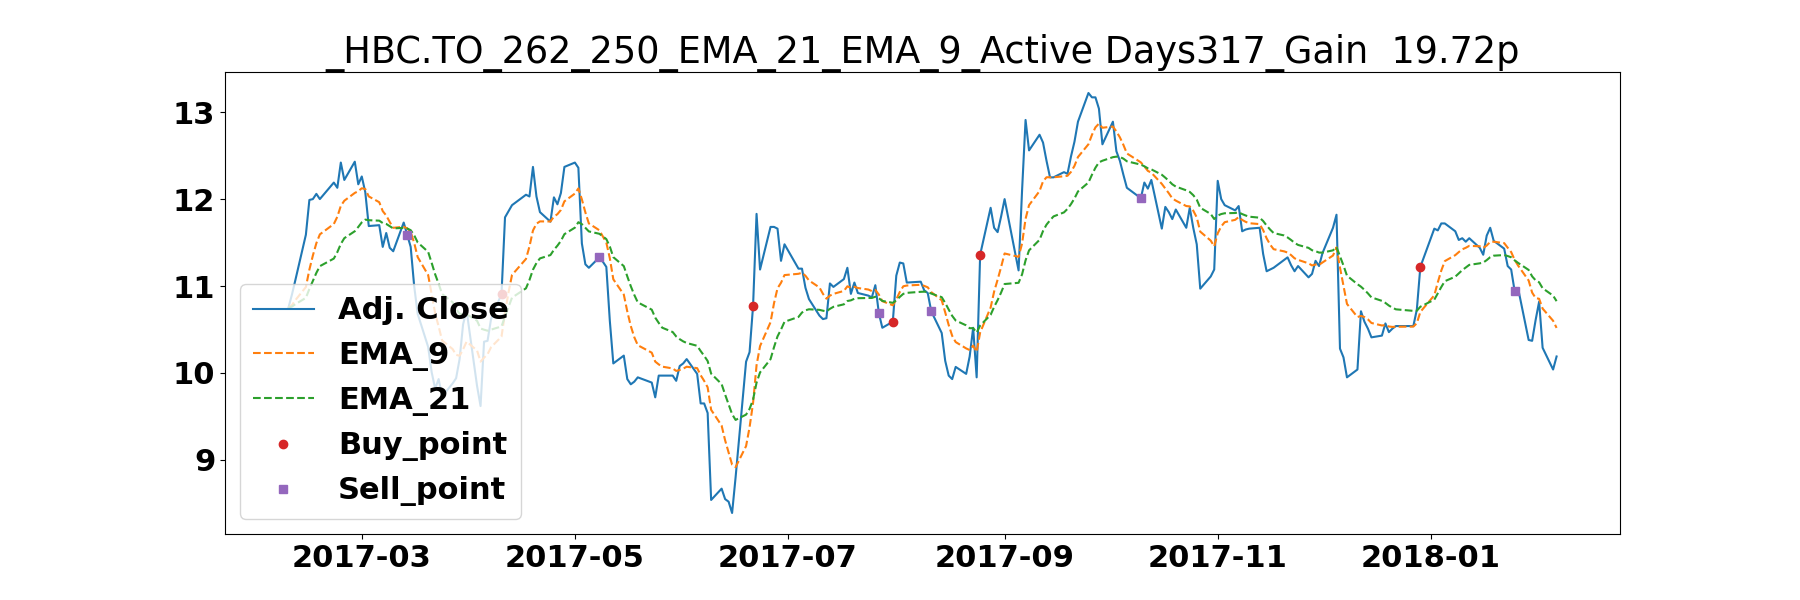 _HBC.TO_262_250_EMA_21_EMA_9_Active Days317_Gain  19.72p
13
12
11
10
9
Adj. Close
EMA_9
EMA_21
Buy_point
Sell_point
2017-03
2017-05
2017-07
2017-09
2017-11
2018-01